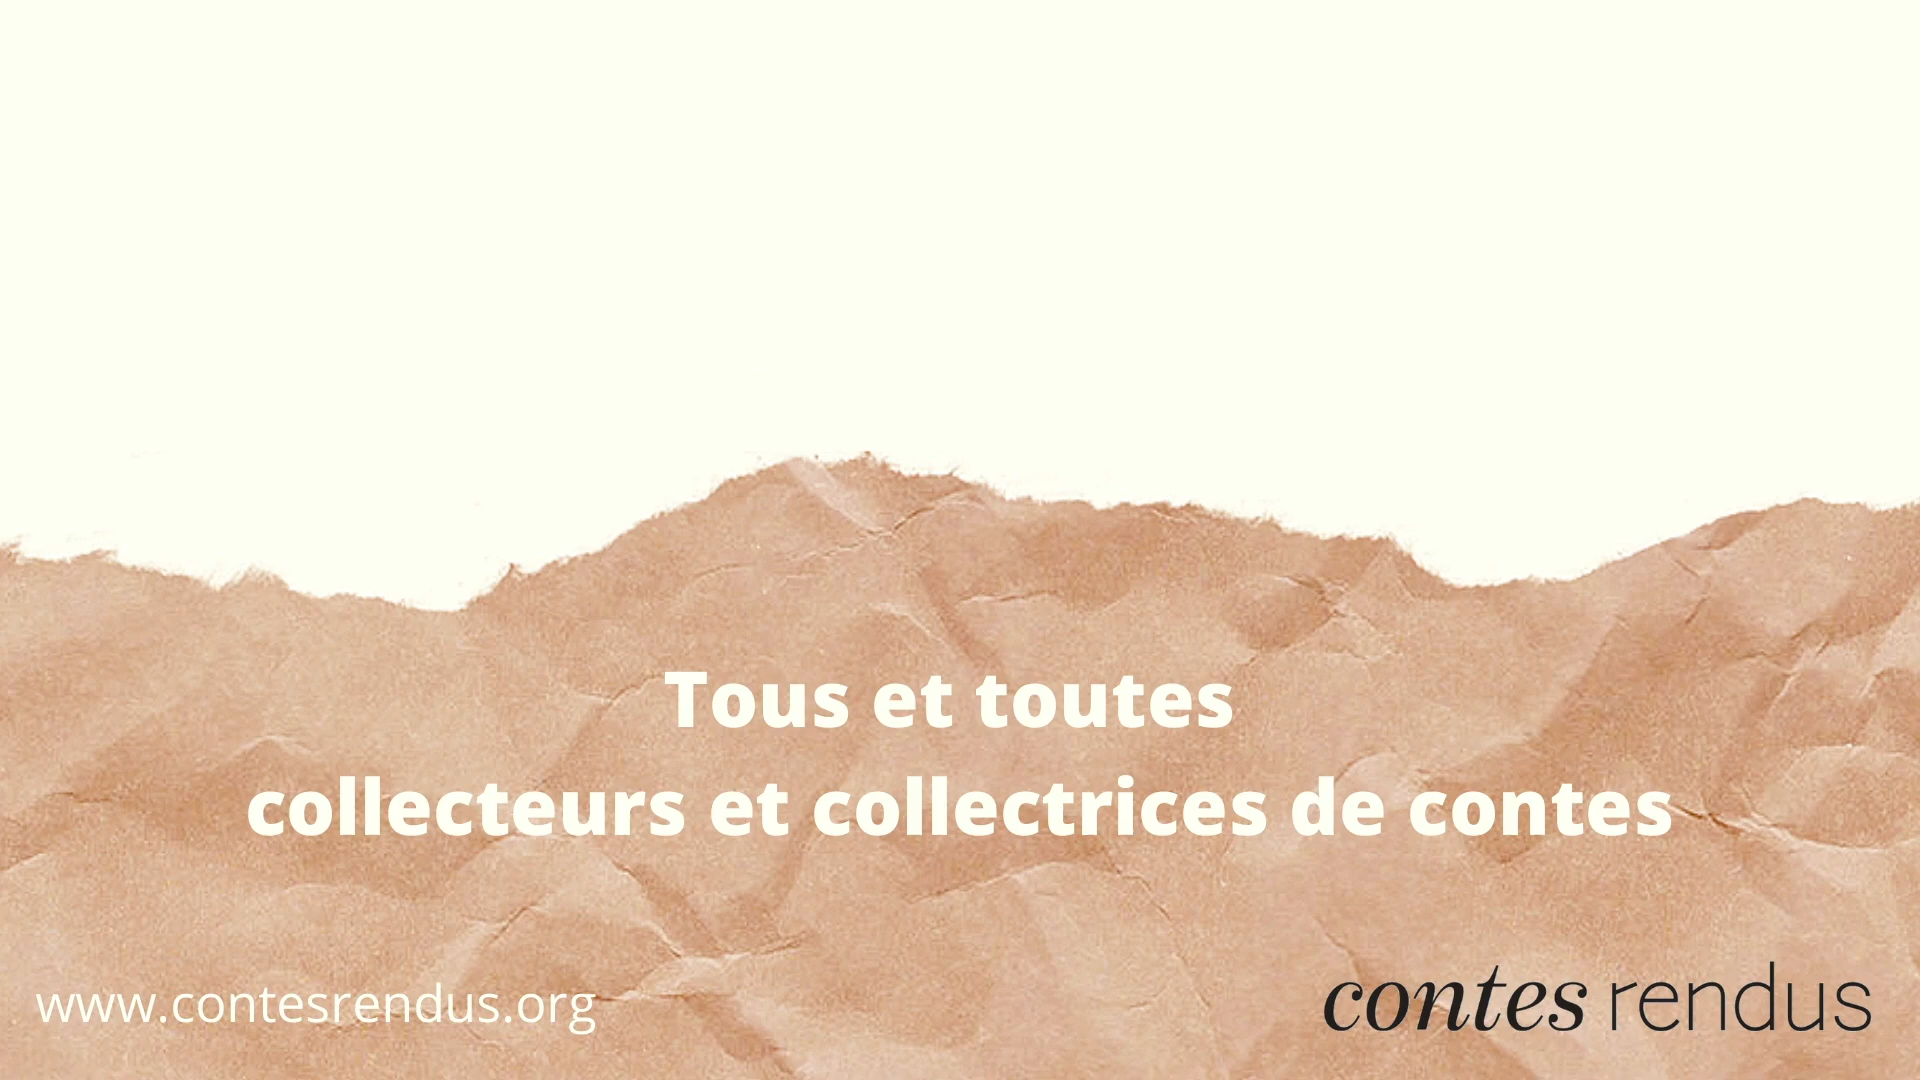 Tous et toutes
collecteurs et collectrices de contes
www.contesrendus.org
contes rendus